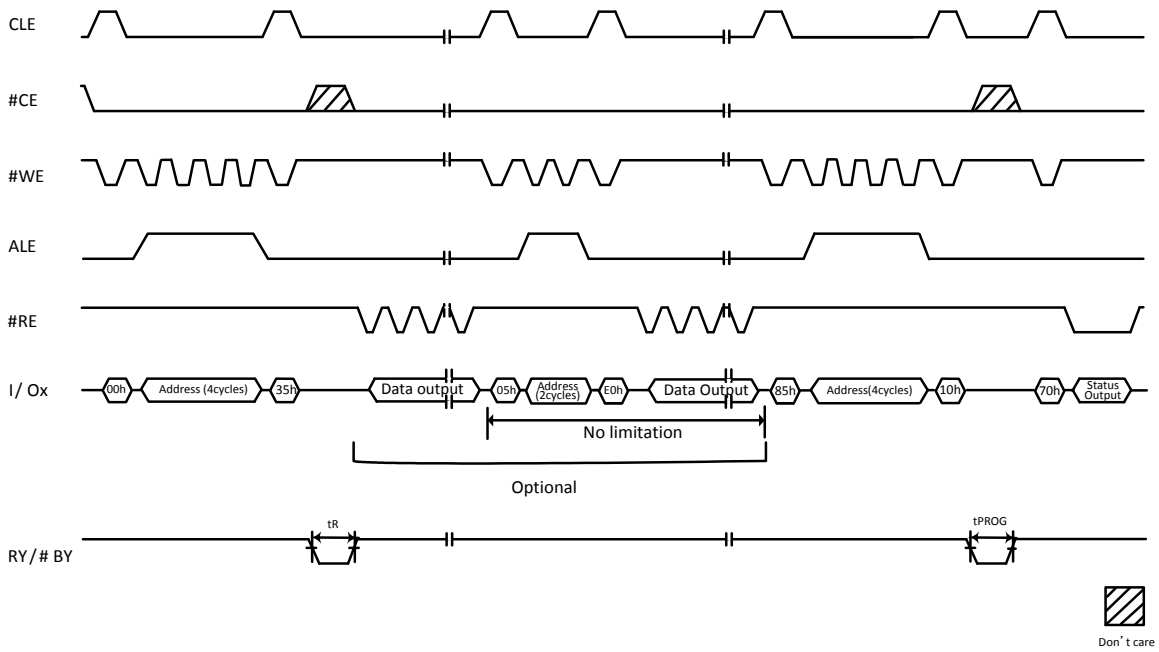 CLE
#CE
#WE
ALE
#RE
I/ Ox
00h
Address (4cycles)
35h
Data output
05h
Address
(2cycles)
E0h
Data Output
85h
Address(4cycles)
10h
70h
Status
Output
No limitation
Optional
tR
tPROG
RY/# BY
Don’t care